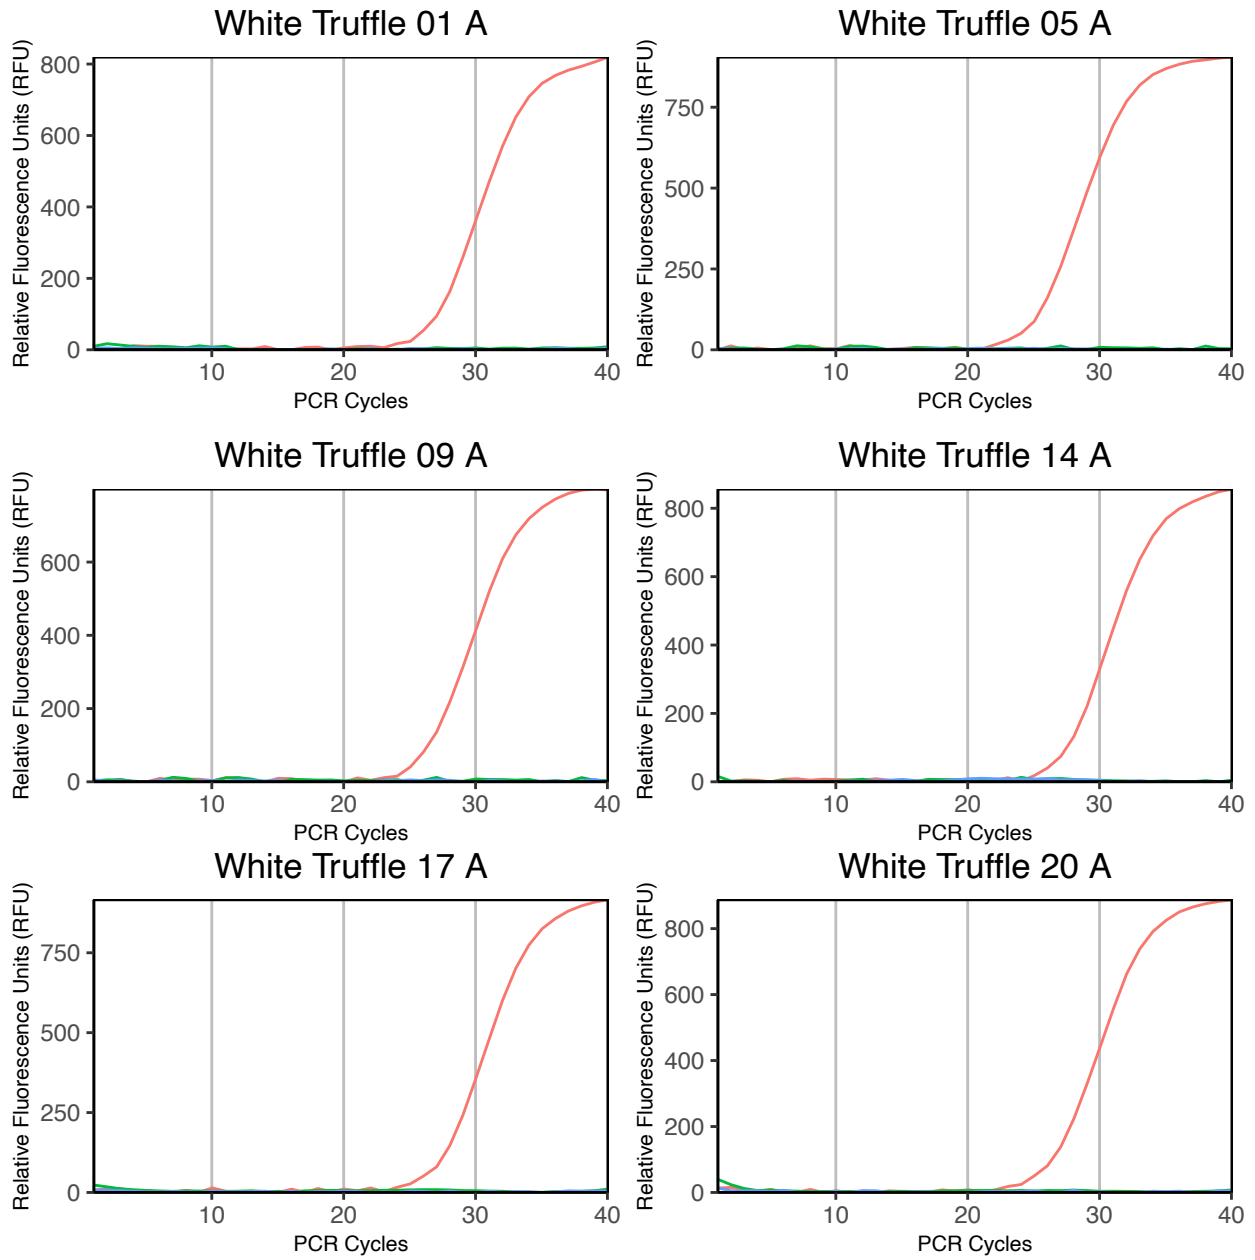 White Truffle 01 A
Relative Fluorescence Units (RFU)
800
600
400
200
0
10 20 30 40
PCR Cycles
White Truffle 05 A
Relative Fluorescence Units (RFU)
750
500
250
0
10 20 30 40
PCR Cycles
White Truffle 09 A
Relative Fluorescence Units (RFU)
600
400
200
0
10 20 30 40
PCR Cycles
White Truffle 14 A
Relative Fluorescence Units (RFU)
800
600
400
200
0
10 20 30 40
PCR Cycles
White Truffle 17 A
Relative Fluorescence Units (RFU)
750
500
250
0
10 20 30 40
PCR Cycles
White Truffle 20 A
Relative Fluorescence Units (RFU)
800
600
400
200
0
10 20 30 40
PCR Cycles